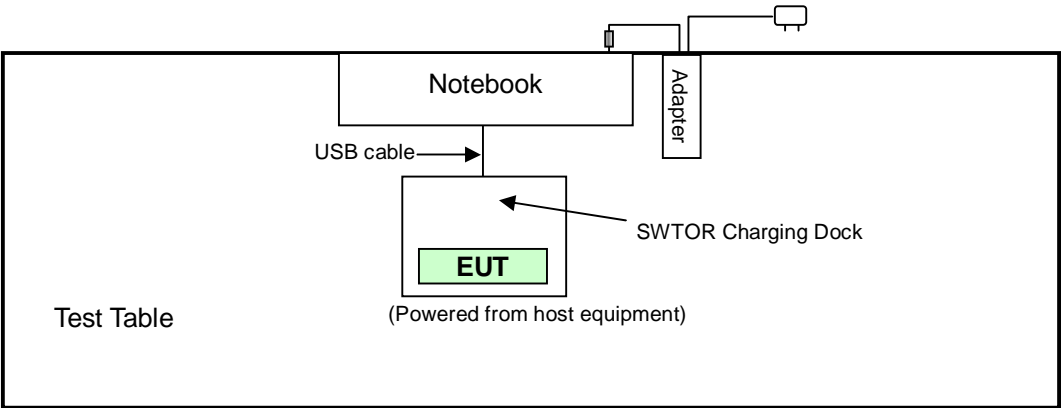 Notebook
Adapter
USB cable
SWTOR Charging Dock
EUT
(Powered from host equipment)
Test Table